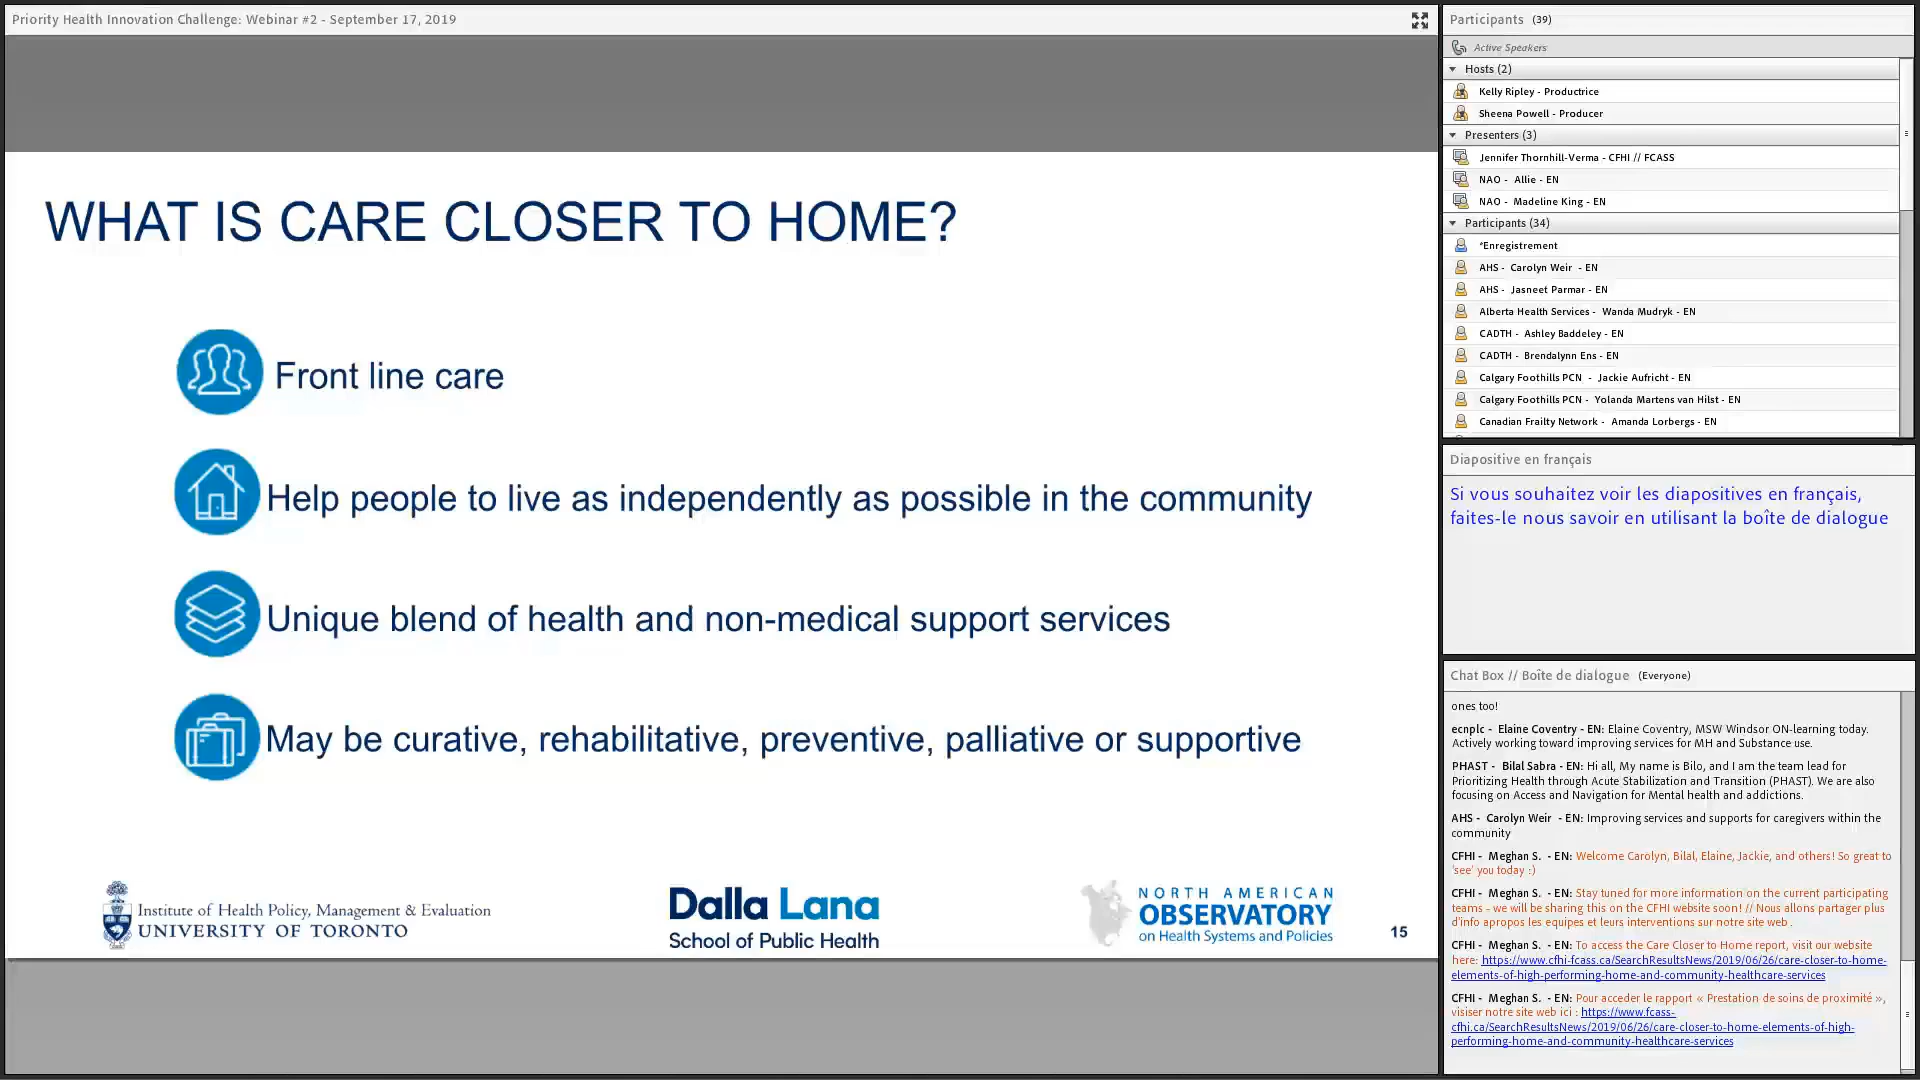 Priority Health Innovation Challenge: Webinar #2 - September 17, 2019
WHAT IS CARE CLOSER TO HOME?
Front line care
Help people to live as independently as possible in the community
Unique blend of health and non-medical support services
May be curative, rehabilitative, preventive, palliative or supportive
Institute of Health Policy, Management & Evaluation
UNIVERSITY OF TORONTO
Dalla Lana
School of Public Health
NORTH AMERICAN
OBSERVATORY
on Health Systems and Policies
15
Participants (39)
Active Speakers
Hosts (2)
Kelly Ripley - Productrice
Sheena Powell - Producer
Presenters (3)
Jennifer Thornhill-Verma - CFHI // FCASS
NAO - Allie - EN
NAO - Madeline King - EN
Participants (34)
*Enregistrement
AHS - Carolyn Weir - EN
AHS - Jasneet Parmar - EN
Alberta Health Services - Wanda Mudryk - EN
CADTH - Ashley Baddeley - EN
CADTH - Brendalynn Ens - EN
Calgary Foothills PCN - Jackie Aufricht - EN
Calgary Foothills PCN - Yolanda Martens van Hilst - EN
Canadian Frailty Network - Amanda Lorbergs - EN
Diapositive en français
Si vous souhaitez voir les diapositives en français,
faites-le nous savoir en utilisant la boîte de dialogue
Chat Box // Boîte de dialogue (Everyone)
ones too!
ecnplc - Elaine Coventry - EN: Elaine Coventry, MSW Windsor ON-learning today.
Actively working toward improving services for MH and Substance use.
PHAST - Bilal Sabra - EN: Hi all, My name is Bilo, and I am the team lead for
Prioritizing Health through Acute Stabilization and Transition (PHAST). We are also
focusing on Access and Navigation for Mental health and addictions.
AHS - Carolyn Weir - EN: Improving services and supports for caregivers within the
community
CFHI - Meghan S. - EN: Welcome Carolyn, Bilal, Elaine, Jackie, and others! So great to
'see' you today :)
CFHI - Meghan S. - EN: Stay tuned for more information on the current participating
teams - we will be sharing this on the CFHI website soon! // Nous allons partager plus
d'info apropos les equipes et leurs interventions sur notre site web .
CFHI - Meghan S. - EN: To access the Care Closer to Home report, visit our website
here: https://www.cfhi-fcass.ca/SearchResultsNews/2019/06/26/care-closer-to-home-
elements-of-high-performing-home-and-community-healthcare-services
CFHI - Meghan S. - EN: Pour acceder le rapport « Prestation de soins de proximité »,
visiser notre site web ici : https://www.fcass-
cfhi.ca/SearchResultsNews/2019/06/26/care-closer-to-home-elements-of-high-
performing-home-and-community-healthcare-services